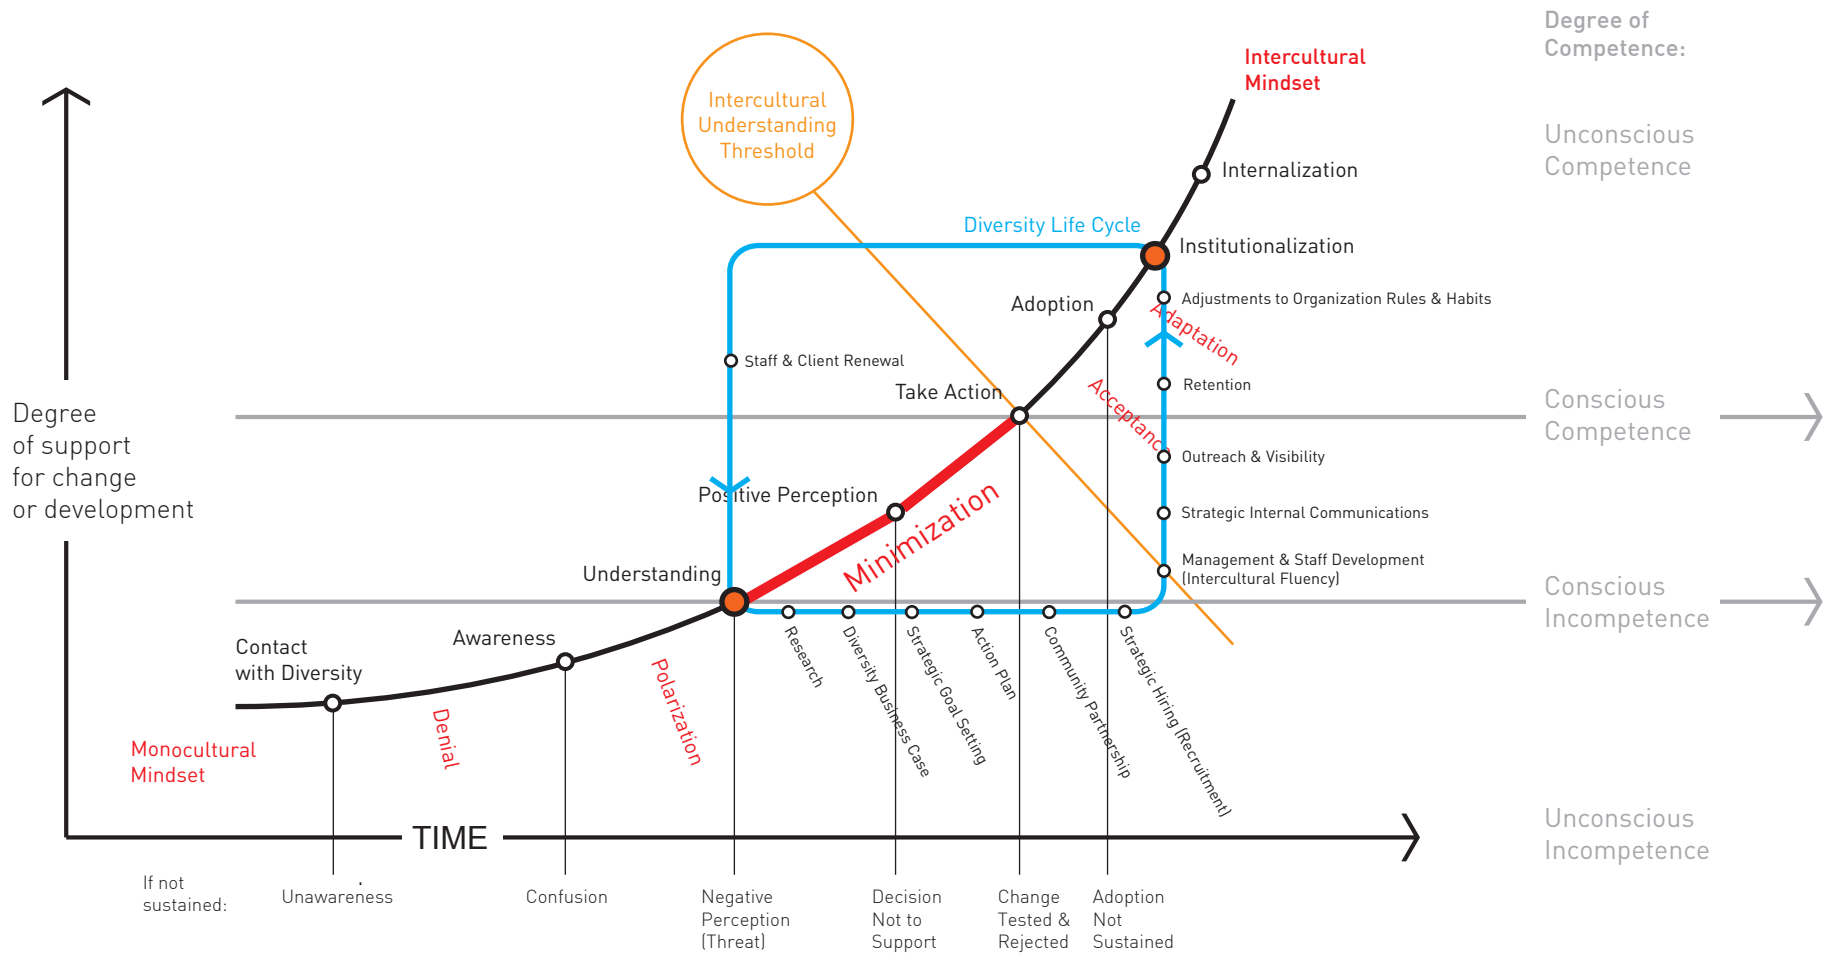 Degree of
Competence:
Intercultural
Mindset
Intercultural
Understanding
Threshold
Unconscious
Competence
Internalization
Diversity Life Cycle
Institutionalization
Adoption
Adjustments to Organization Rules & Habits
Adaptation
Staff & Client Renewal
Take Action
Retention
Acceptance
Conscious
Competence
Degree
of support
for change
or development
Outreach & Visibility
Positive Perception
Minimization
Strategic Internal Communications
Management & Staff Development
(Intercultural Fluency)
Understanding
Conscious
Incompetence
Contact
with Diversity
Awareness
Research
Diversity Business Case
Strategic Goal Setting
Action Plan
Community Partnership
Strategic Hiring (Recruitment)
Polarization
Denial
Monocultural
Mindset
TIME
Unconscious
Incompetence
If not
sustained:
Unawareness
Confusion
Negative
Perception
(Threat)
Decision
Not to
Support
Change
Tested &
Rejected
Adoption
Not
Sustained